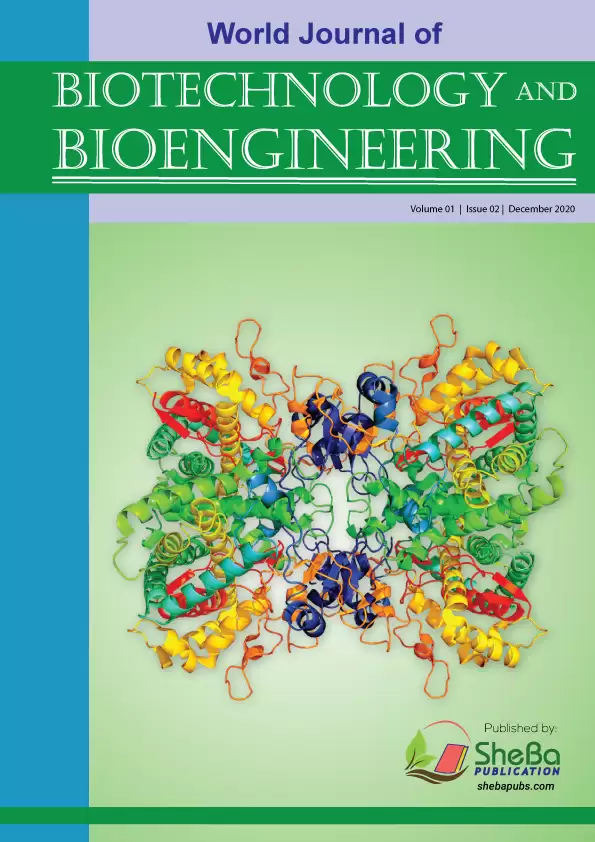 World Journal of
BIOTECHNOLOGY AND
BIOENGINEERING
Volume 01 | Issue 02 | December 2020
Published by:
SheBa
PUBLICATION
shebapubs.com